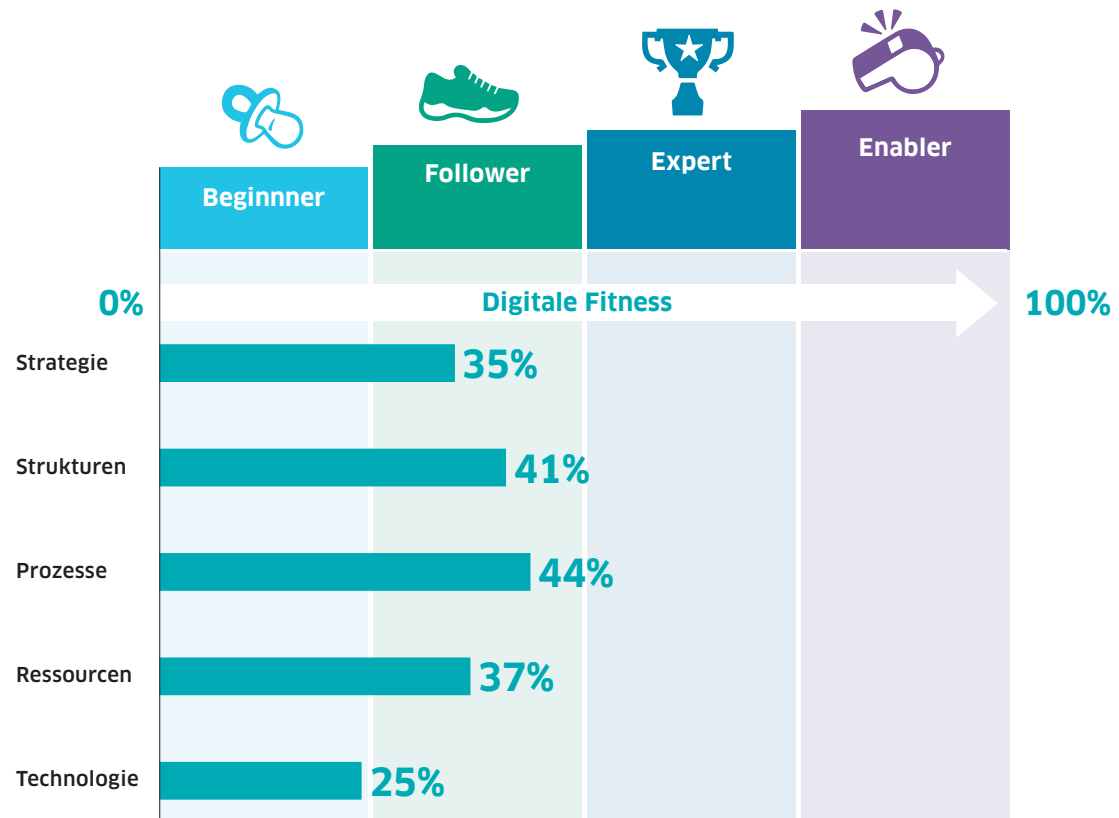 Beginnner
Follower
Expert
Enabler
0%
Digitale Fitness
100%
Strategie
35%
Strukturen
41%
Prozesse
44%
Ressourcen
37%
Technologie
25%